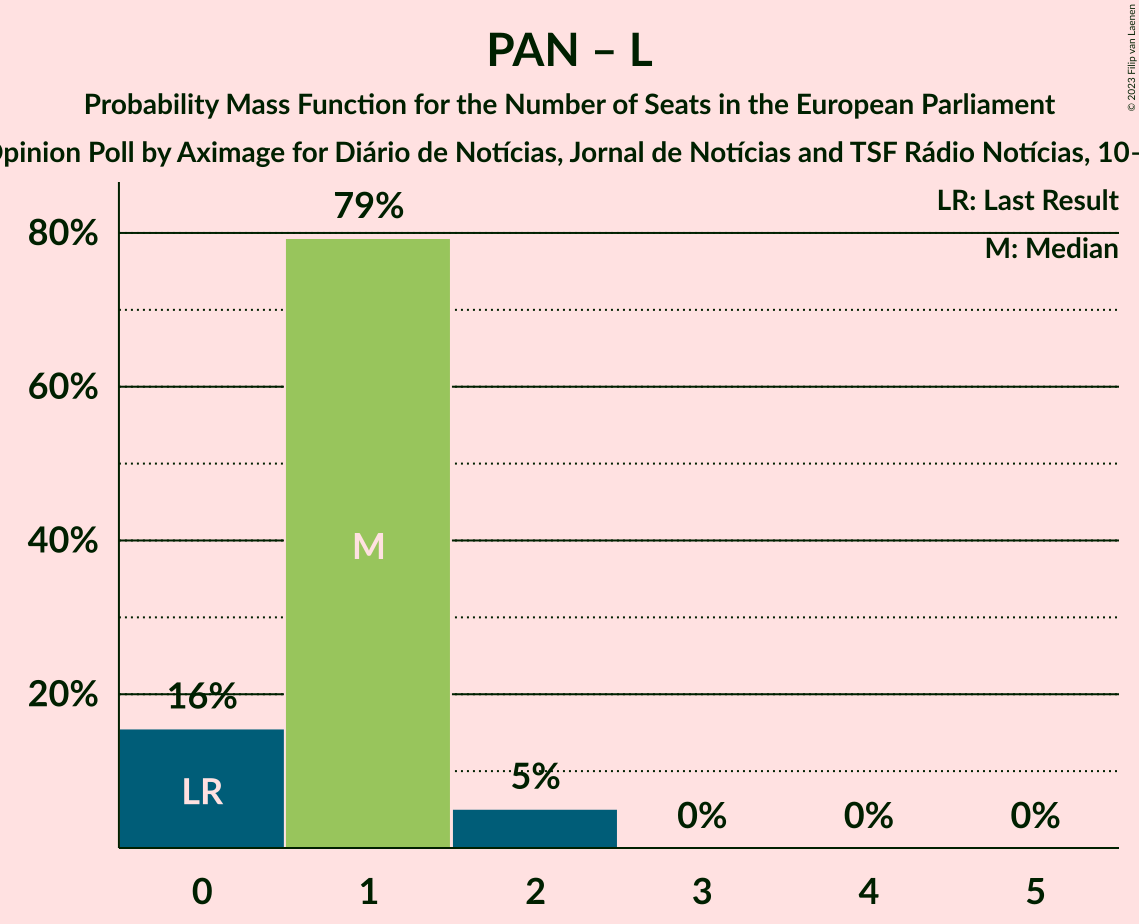 PAN – L
Probability Mass Function for the Number of Seats in the European Parliament
pinion Poll by Aximage for Diário de Notícias, Jornal de Notícias and TSF Rádio Notícias, 10–
© 2023 Filip van Laenen
LR: Last Result
M: Median
80%
60%
40%
20%
79%
16%
5%
0%
0%
0%
M
LR
0
1
2
3
4
5